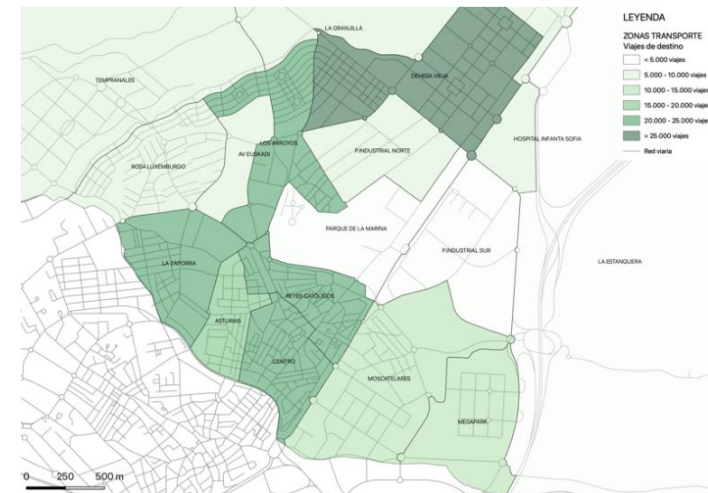 LEYENDA
ZONAS TRANSPORTE
Viajes de destino
< 5.000 viajes
5.000 - 10.000 viajes
10.000 - 15.000 viajes
15.000 - 20.000 viajes
20.000 - 25.000 viaje
> 25.000 viajes
Red viaria
LA GRANJILLA
TEMPRANALES
DEHESA VIEJA
HOSPITAL INFANTA SOFIA
LOS ARROYOS
AV EUSKADI
P.INDUSTRIAL NORTE
ROSA LUXEMBURGO
PARQUE DE LA MARINA
P.INDUSTRIAL SUR
LA ZAPORRA
LA ESTANQUERA
REYES CATÓLICOS
ASTURIAS
CENTRO
MOSCATELARES
MEGAPARK
0 250 500 m